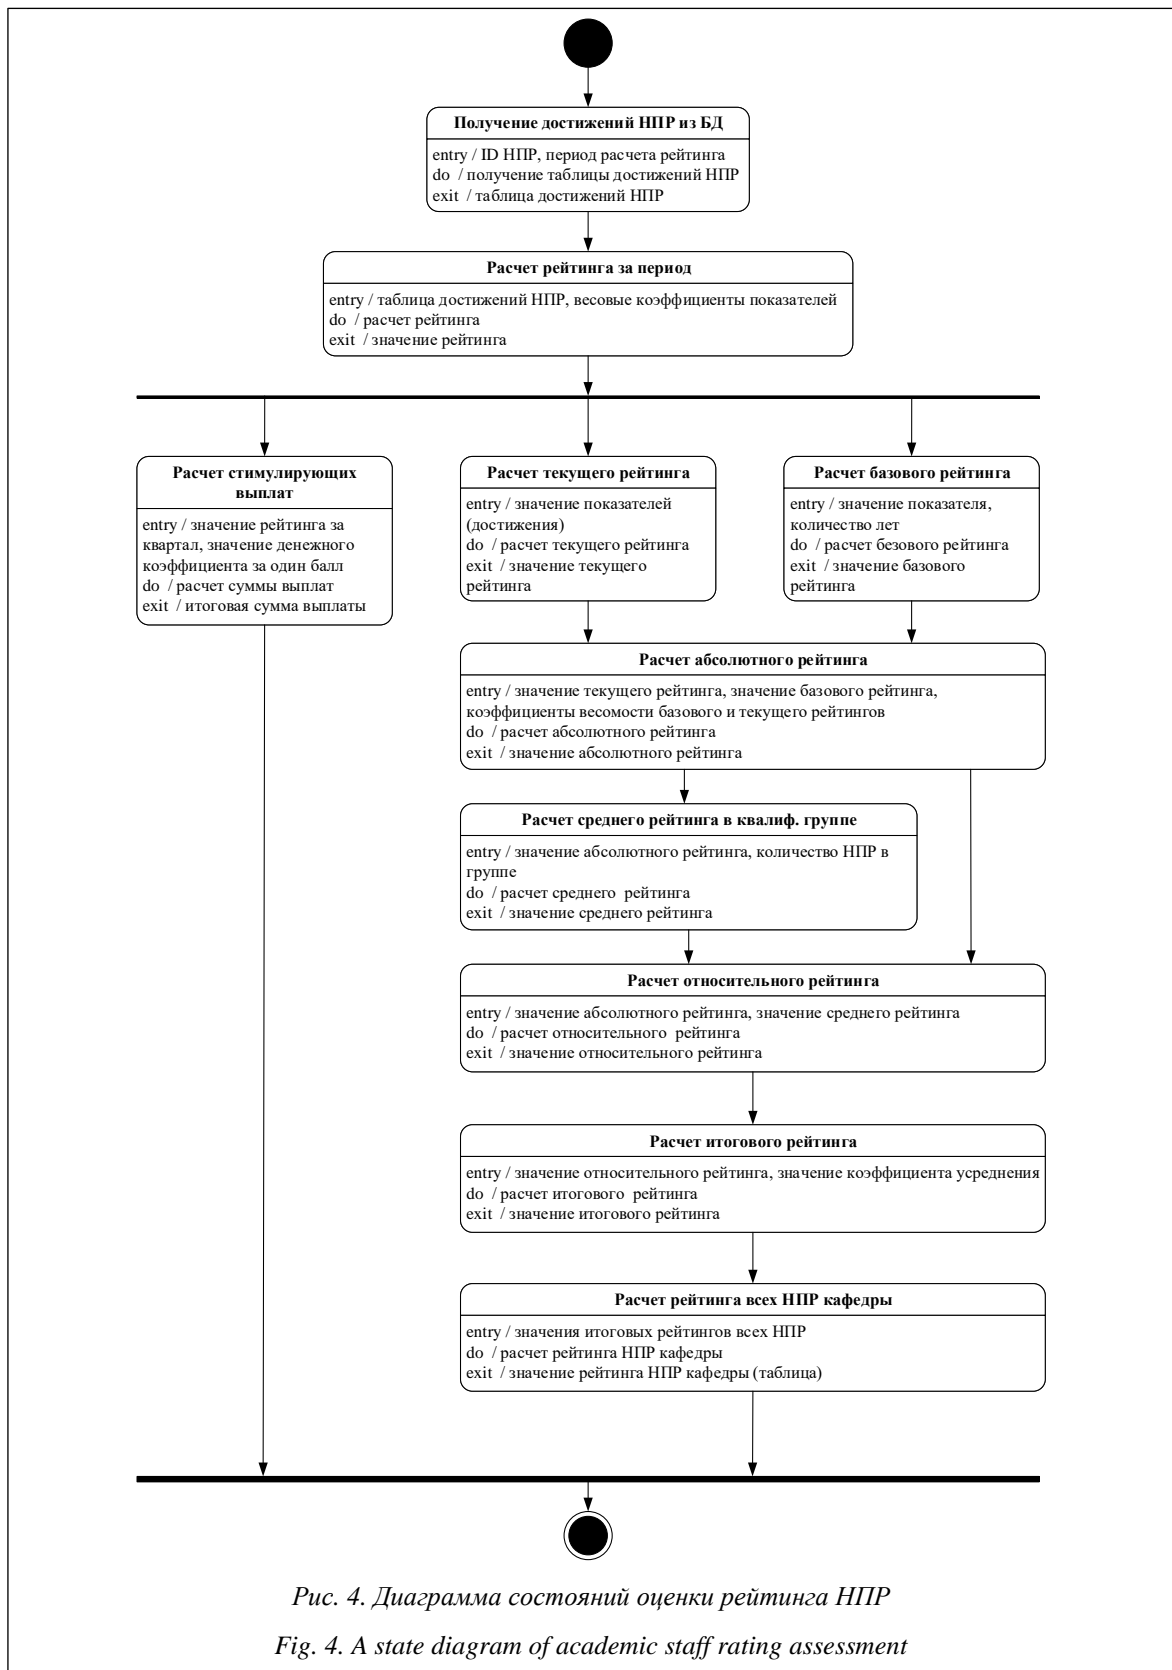 Получение достижений НПР из БД
entry / ID НПР, период расчета рейтинга
do / получение таблицы достижений НПР
exit / таблица достижений НПР
Расчет рейтинга за период
entry / таблица достижений НПР, весовые коэффициенты показателей
do / расчет рейтинга
exit / значение рейтинга
Расчет стимулирующих
выплат
entry / значение рейтинга за
квартал, значение денежного
коэффициента за один балл
do / расчет суммы выплат
exit / итоговая сумма выплаты
Расчет текущего рейтинга
entry / значение показателей
(достижения)
do / расчет текущего рейтинга
exit / значение текущего
рейтинга
Расчет базового рейтинга
entry / значение показателя,
количество лет
do / расчет безового рейтинга
exit / значение базового
рейтинга
Расчет абсолютного рейтинга
entry / значение текущего рейтинга, значение базового рейтинга,
коэффициенты весомости базового и текущего рейтингов
do / расчет абсолютного рейтинга
exit / значение абсолютного рейтинга
Расчет среднего рейтинга в квалиф. группе
entry / значение абсолютного рейтинга, количество НПР в
группе
do / расчет среднего рейтинга
exit / значение среднего рейтинга
Расчет относительного рейтинга
entry / значение абсолютного рейтинга, значение среднего рейтинга
do / расчет относительного рейтинга
exit / значение относительного рейтинга
Расчет итогового рейтинга
entry / значение относительного рейтинга, значение коэффициента усреднения
do / расчет итогового рейтинга
exit / значение итогового рейтинга
Расчет рейтинга всех НПР кафедры
entry / значения итоговых рейтингов всех НПР
do / расчет рейтинга НПР кафедры
exit / значение рейтинга НПР кафедры (таблица)
Рис. 4. Диаграмма состояний оценки рейтинга НПР
Fig. 4. A state diagram of academic staff rating assessment